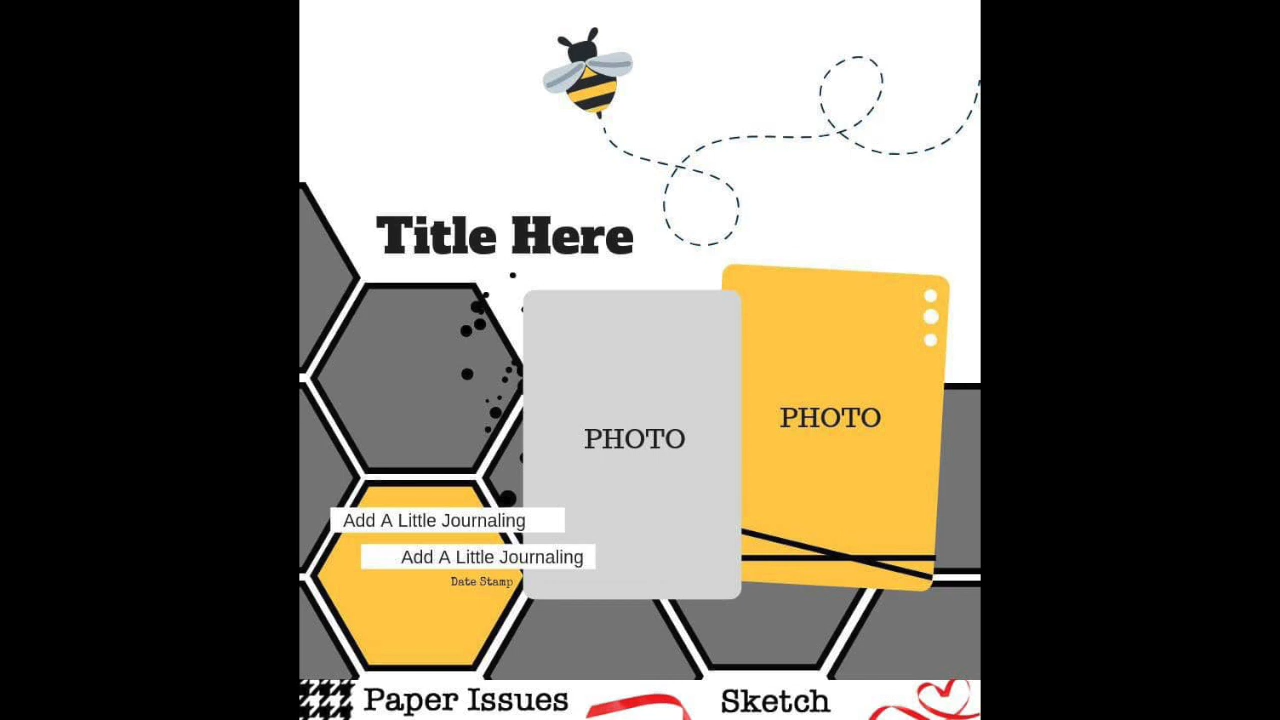 Title Here
PHOTO
PHOTO
Add A Little Journaling
Add A Little Journaling
Date Stamp
Paper Issues
Sketch